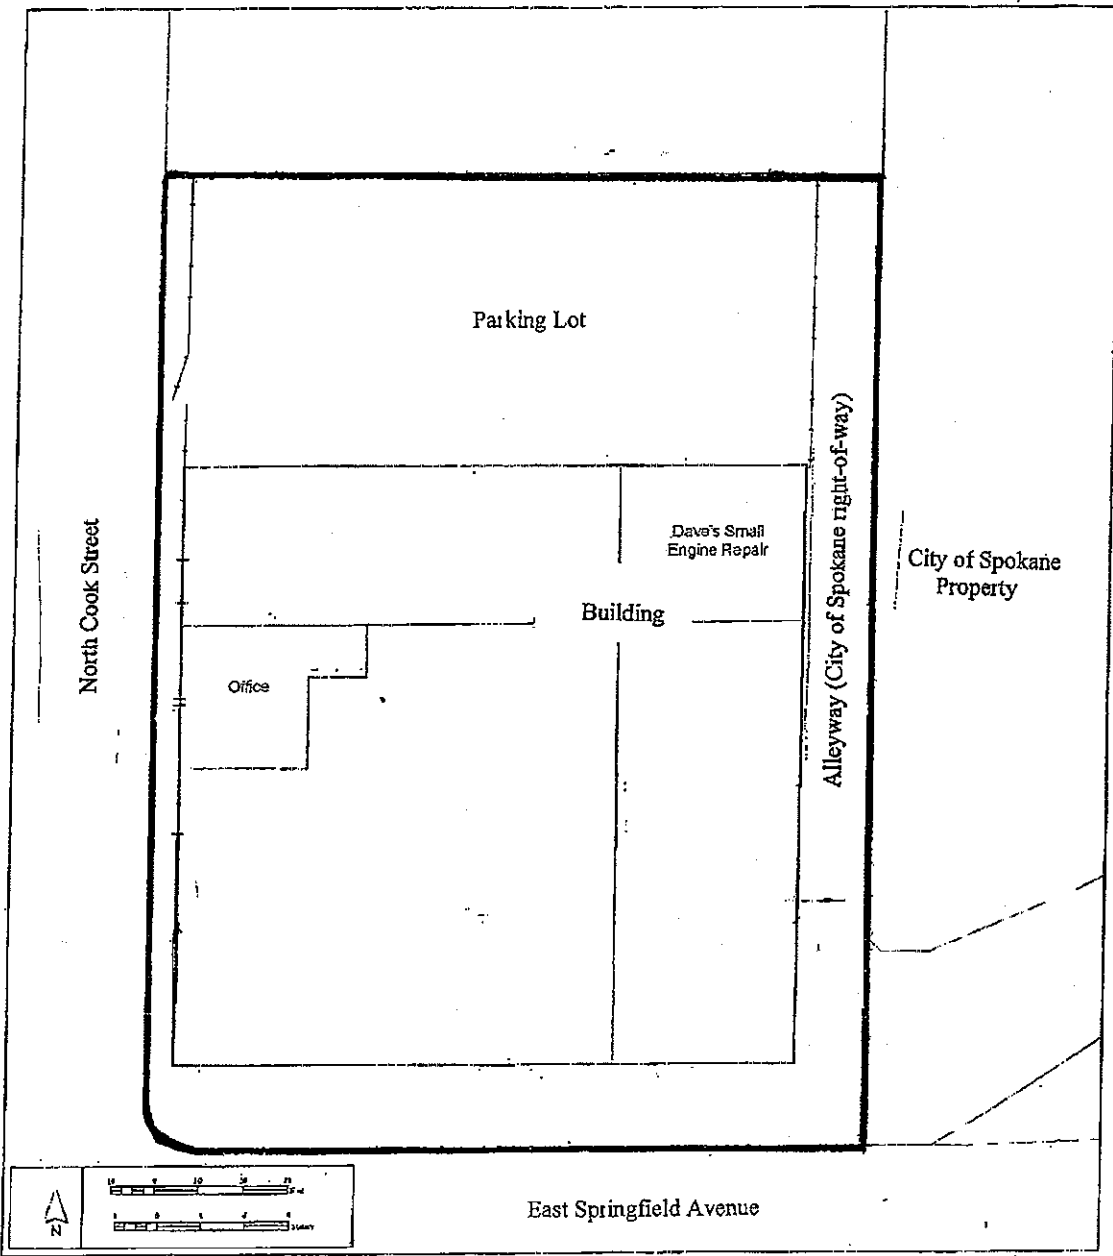 Parking Lot
Alleyway (City of Spokane right-of-way)
North Cook Street
Dave's Small
Engine Repair
City of Spokane
Property
Building
Office
N
East Springfield Avenue